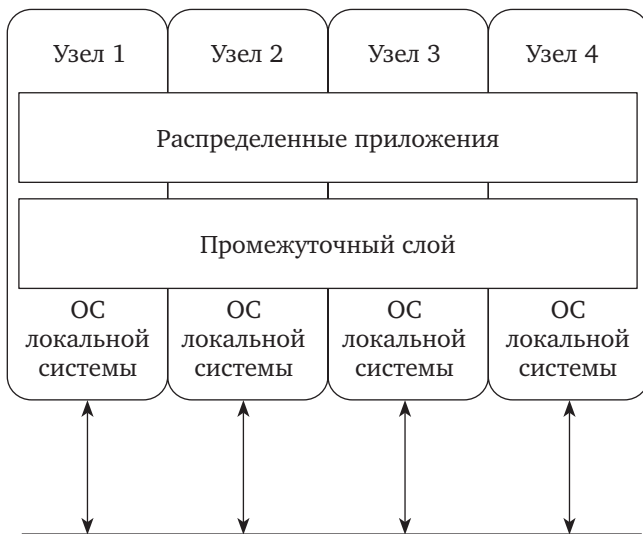 Узел 1 Узел 2 Узел 3 Узел 4
Распределенные приложения
Промежуточный слой
ОС ОС ОС ОС
локальной локальной локальной локальной
системы системы системы системы